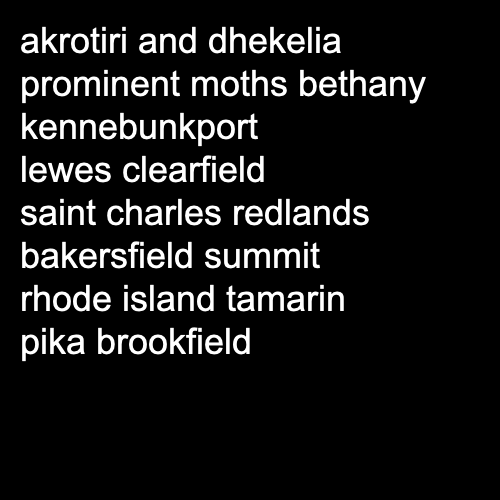 akrotiri and dhekelia
prominent moths bethany
kennebunkport
lewes clearfield
saint charles redlands
bakersfield summit
rhode island tamarin
pika brookfield